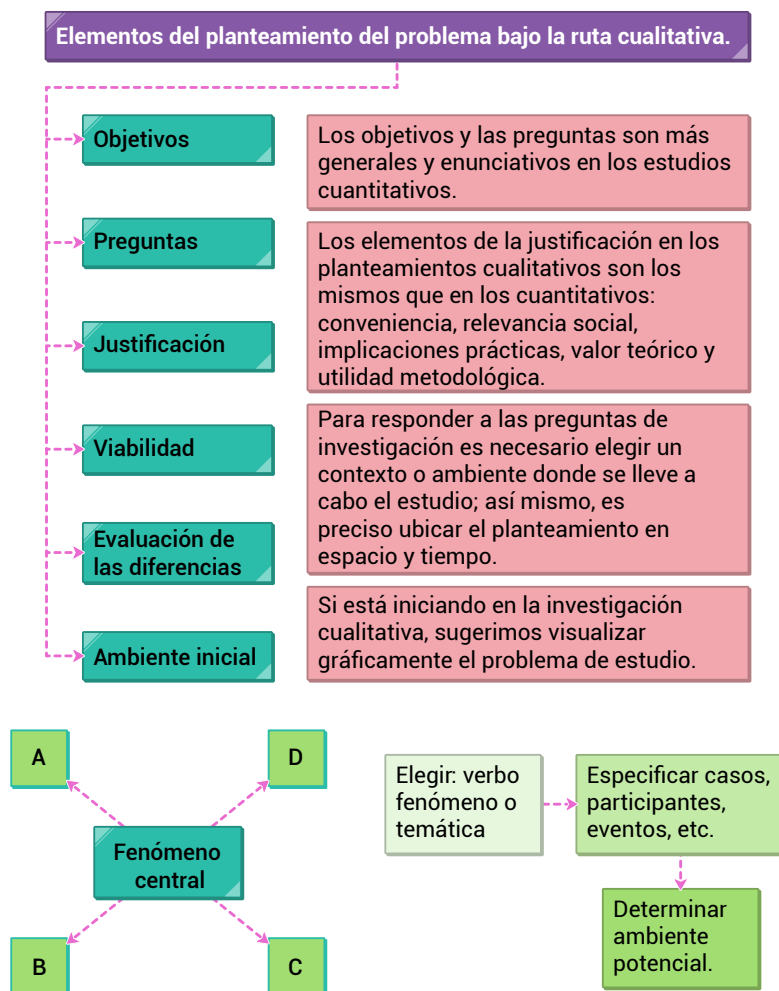 Elementos del planteamiento del problema bajo la ruta cualitativa.
Objetivos
Los objetivos y las preguntas son más
generales y enunciativos en los estudios
cuantitativos.
Preguntas
Los elementos de la justificación en los
planteamientos cualitativos son los
mismos que en los cuantitativos:
conveniencia, relevancia social,
implicaciones prácticas, valor teórico y
utilidad metodológica.
Justificación
Viabilidad
Para responder a las preguntas de
investigación es necesario elegir un
contexto o ambiente donde se lleve a
cabo el estudio; así mismo, es
preciso ubicar el planteamiento en
espacio y tiempo.
Evaluación de
las diferencias
Ambiente inicial
Si está iniciando en la investigación
cualitativa, sugerimos visualizar
gráficamente el problema de estudio.
A
D
Fenómeno
central
B
C
Elegir: verbo
fenómeno o
temática
Especificar casos,
participantes,
eventos, etc.
Determinar
ambiente
potencial.